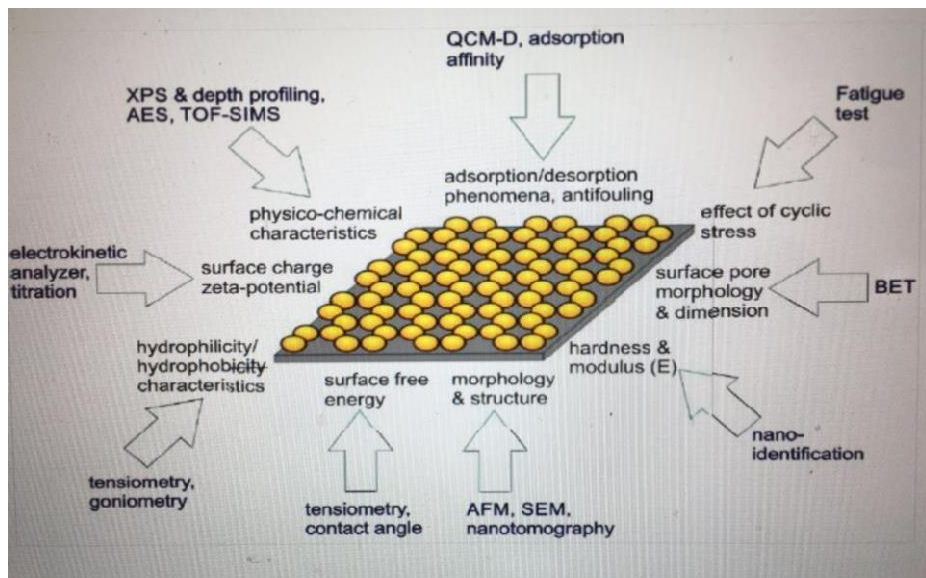 QCM-D, adsorption
affinity
XPS & depth profiling,
AES, TOF-SIMS
Fatigue
test
adsorption/desorption
phenomena, antifouling
physico-chemical
characteristics
effect of cyclic
stress
electrokinetic
analyzer,
titration
surface charge
zeta-potential
surface pore
morphology
& dimension
BET
hydrophilicity/
hydrophobicity
characteristics
surface free
energy
morphology
& structure
hardness &
modulus (E)
nano-
identification
tensiometry,
goniometry
tensiometry,
contact angle
AFM, SEM,
nanotomography